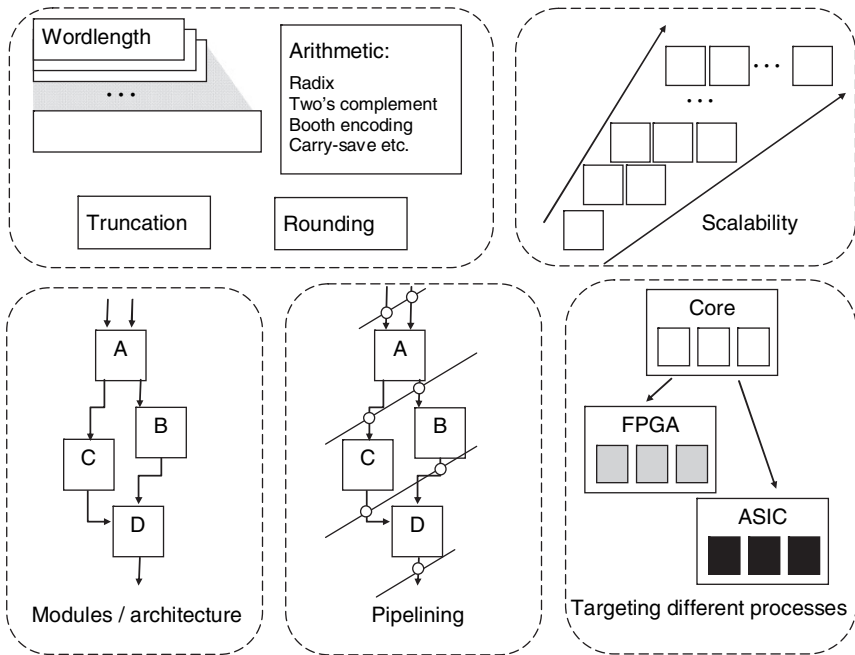 Wordlength
Arithmetic:
Radix
Two's complement
Booth encoding
Carry-save etc.
Truncation
Rounding
Scalability
A
B
C
D
Modules / architecture
A
B
C
D
Pipelining
Core
FPGA
ASIC
Targeting different processes